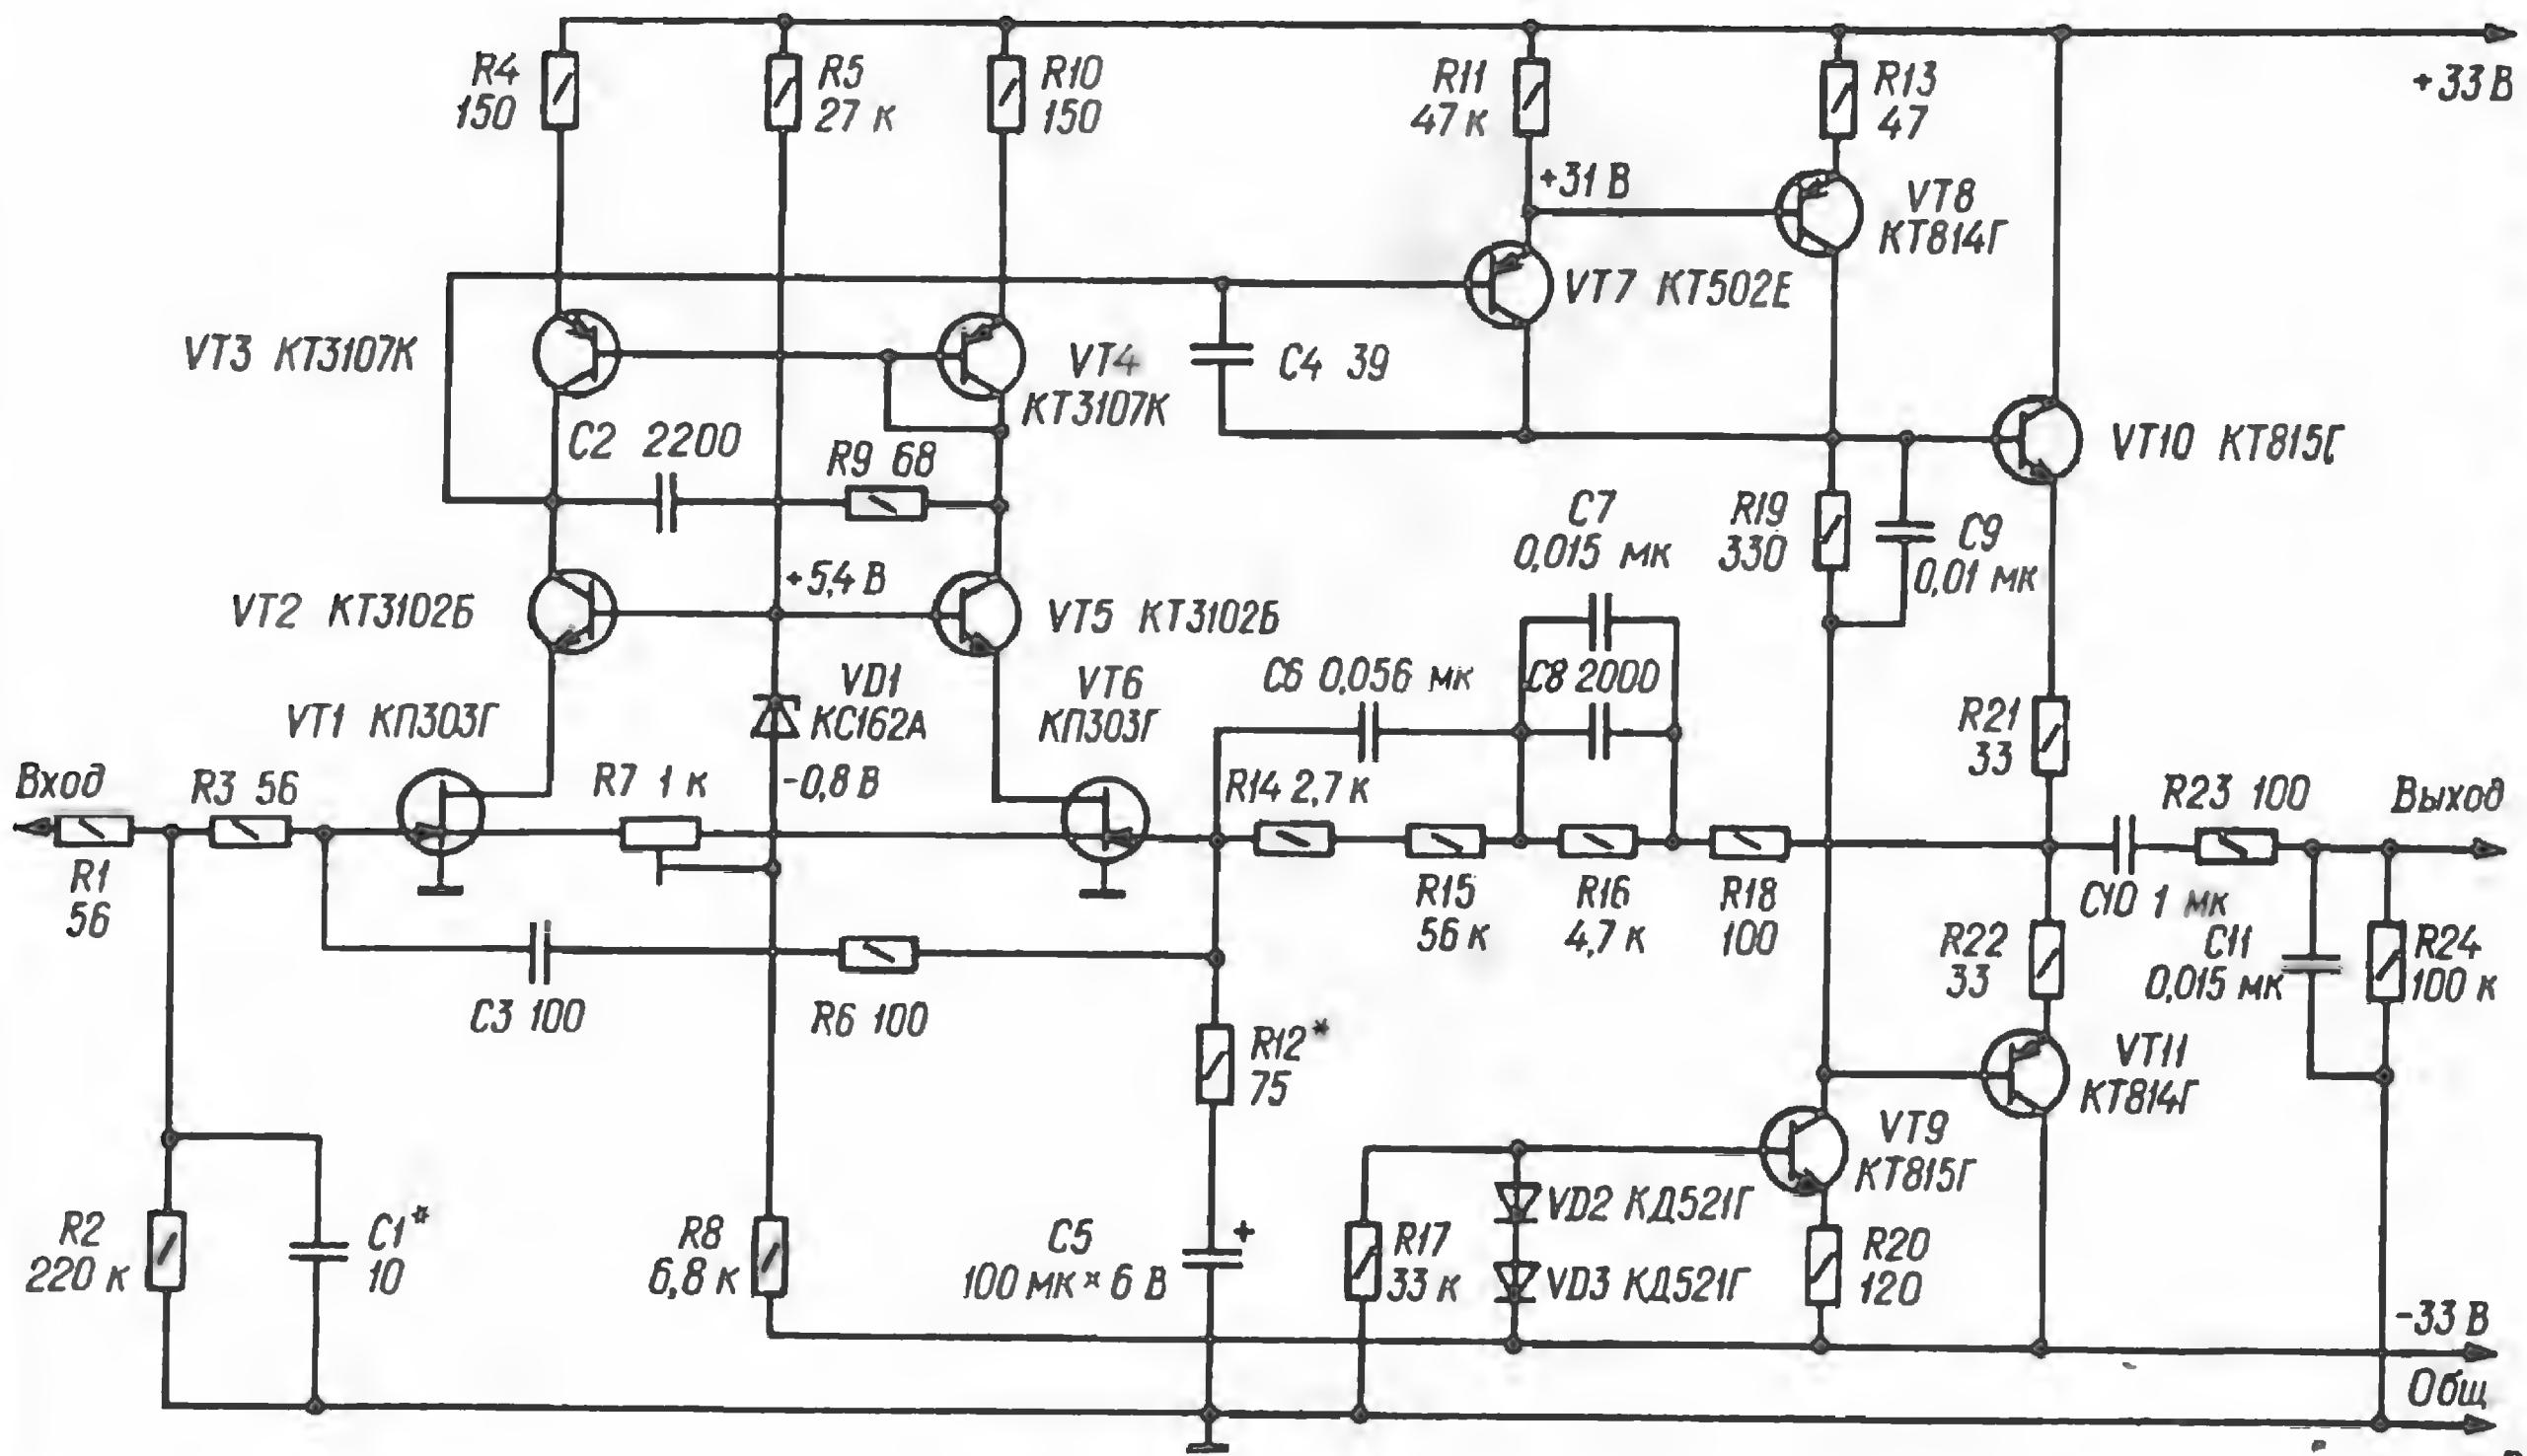 R4
150
R5
27 к
R10
150
R11
47 к
R13
47
+33 В
+31 В
VT8
КТ814Г
VT7 КТ502Е
VT3 КТ3107К
VT4
КТ3107К
C4 39
C2 2200
R9 68
VT10 КТ815Г
C7
0,015 мк
R19
330
C9
0,01 мк
+5,4 В
VT2 КТ3102Б
VT5 КТ3102Б
VD1
КС162А
VT6
КП303Г
C6 0,056 мк
C8 2000
VT1 КП303Г
R21
33
Вход
R3 56
R7 1 к
-0,8 В
R14 2,7 к
R23 100
Выход
R1
56
R15
56 к
R16
4,7 к
R18
100
C10 1 мк
R22
33
C11
0,015 мк
R24
100 к
C3 100
R6 100
R12*
75
VT11
КТ814Г
VT9
КТ815Г
R2
220 к
C1*
10
R8
6,8 к
C5
100 мк × 6 В
+
R17
33 к
VD2 КД521Г
VD3 КД521Г
R20
120
-33 В
Общ